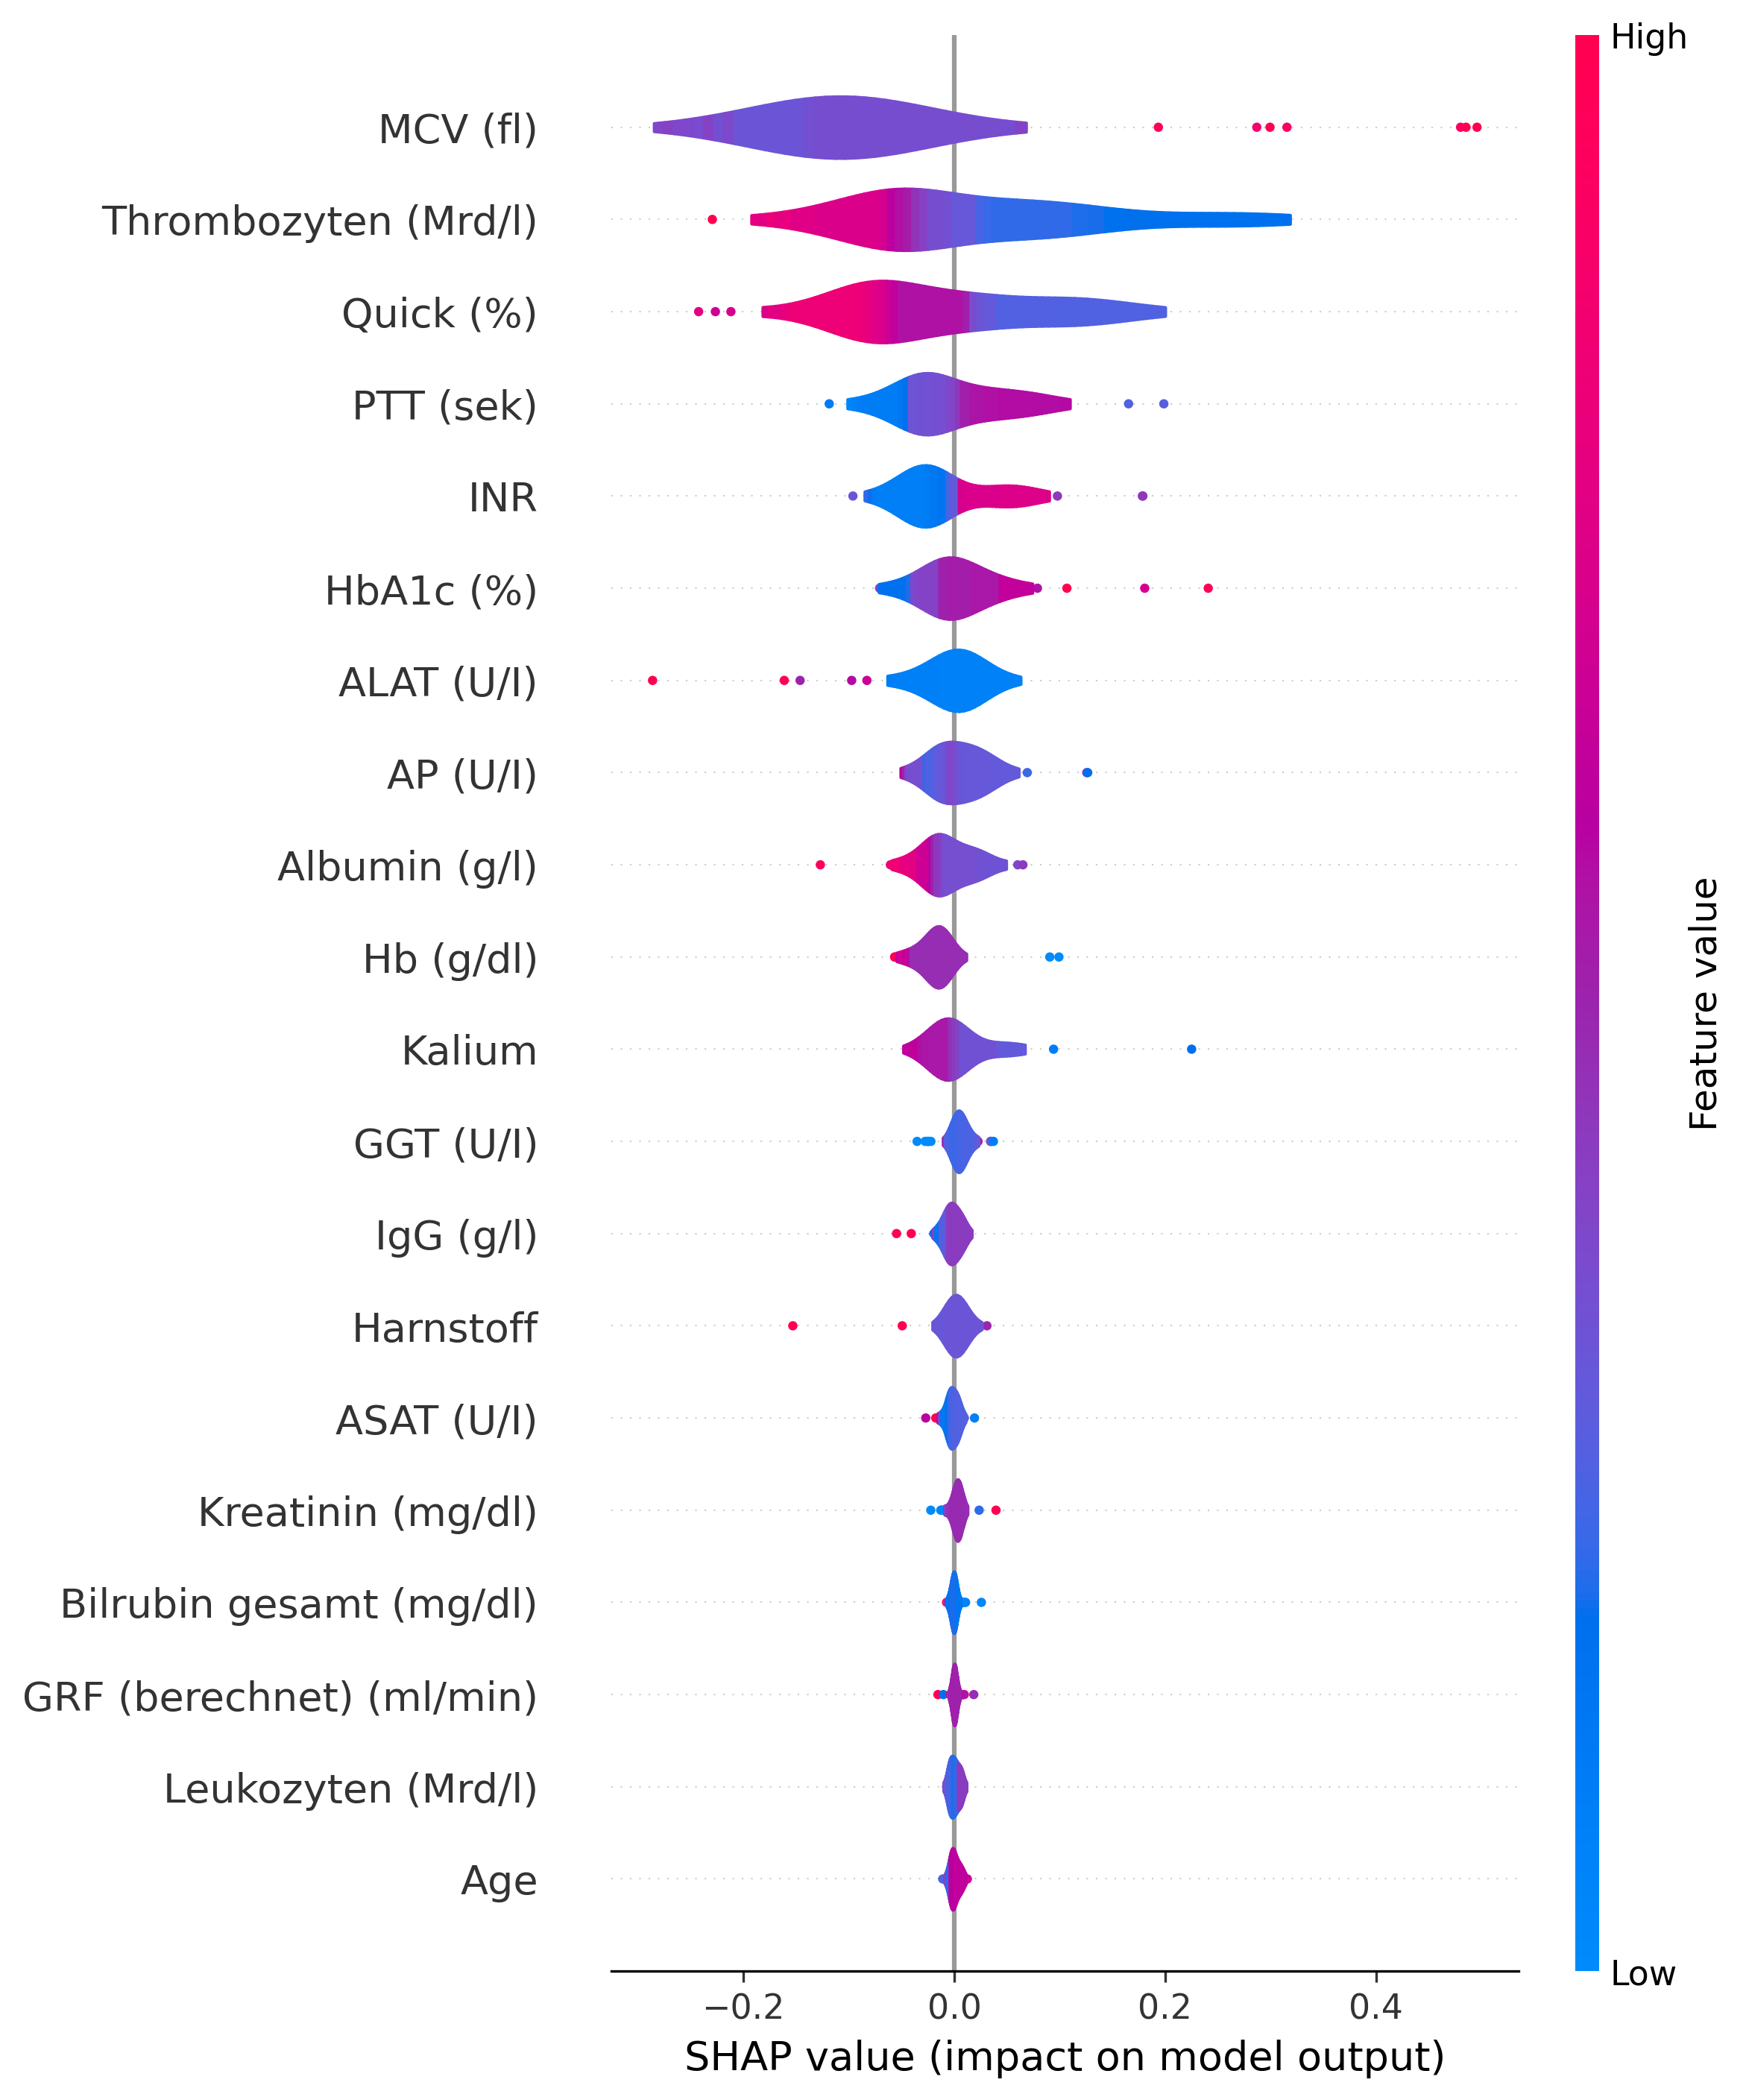 High
MCV (fl)
Thrombozyten (Mrd/l)
Quick (%)
PTT (sek)
INR
HbA1c (%)
ALAT (U/l)
AP (U/l)
Albumin (g/l)
Hb (g/dl)
Kalium
GGT (U/l)
IgG (g/l)
Harnstoff
ASAT (U/l)
Kreatinin (mg/dl)
Bilrubin gesamt (mg/dl)
GRF (berechnet) (ml/min)
Leukozyten (Mrd/l)
Age
Feature value
Low
−0.2 0.0 0.2 0.4
SHAP value (impact on model output)